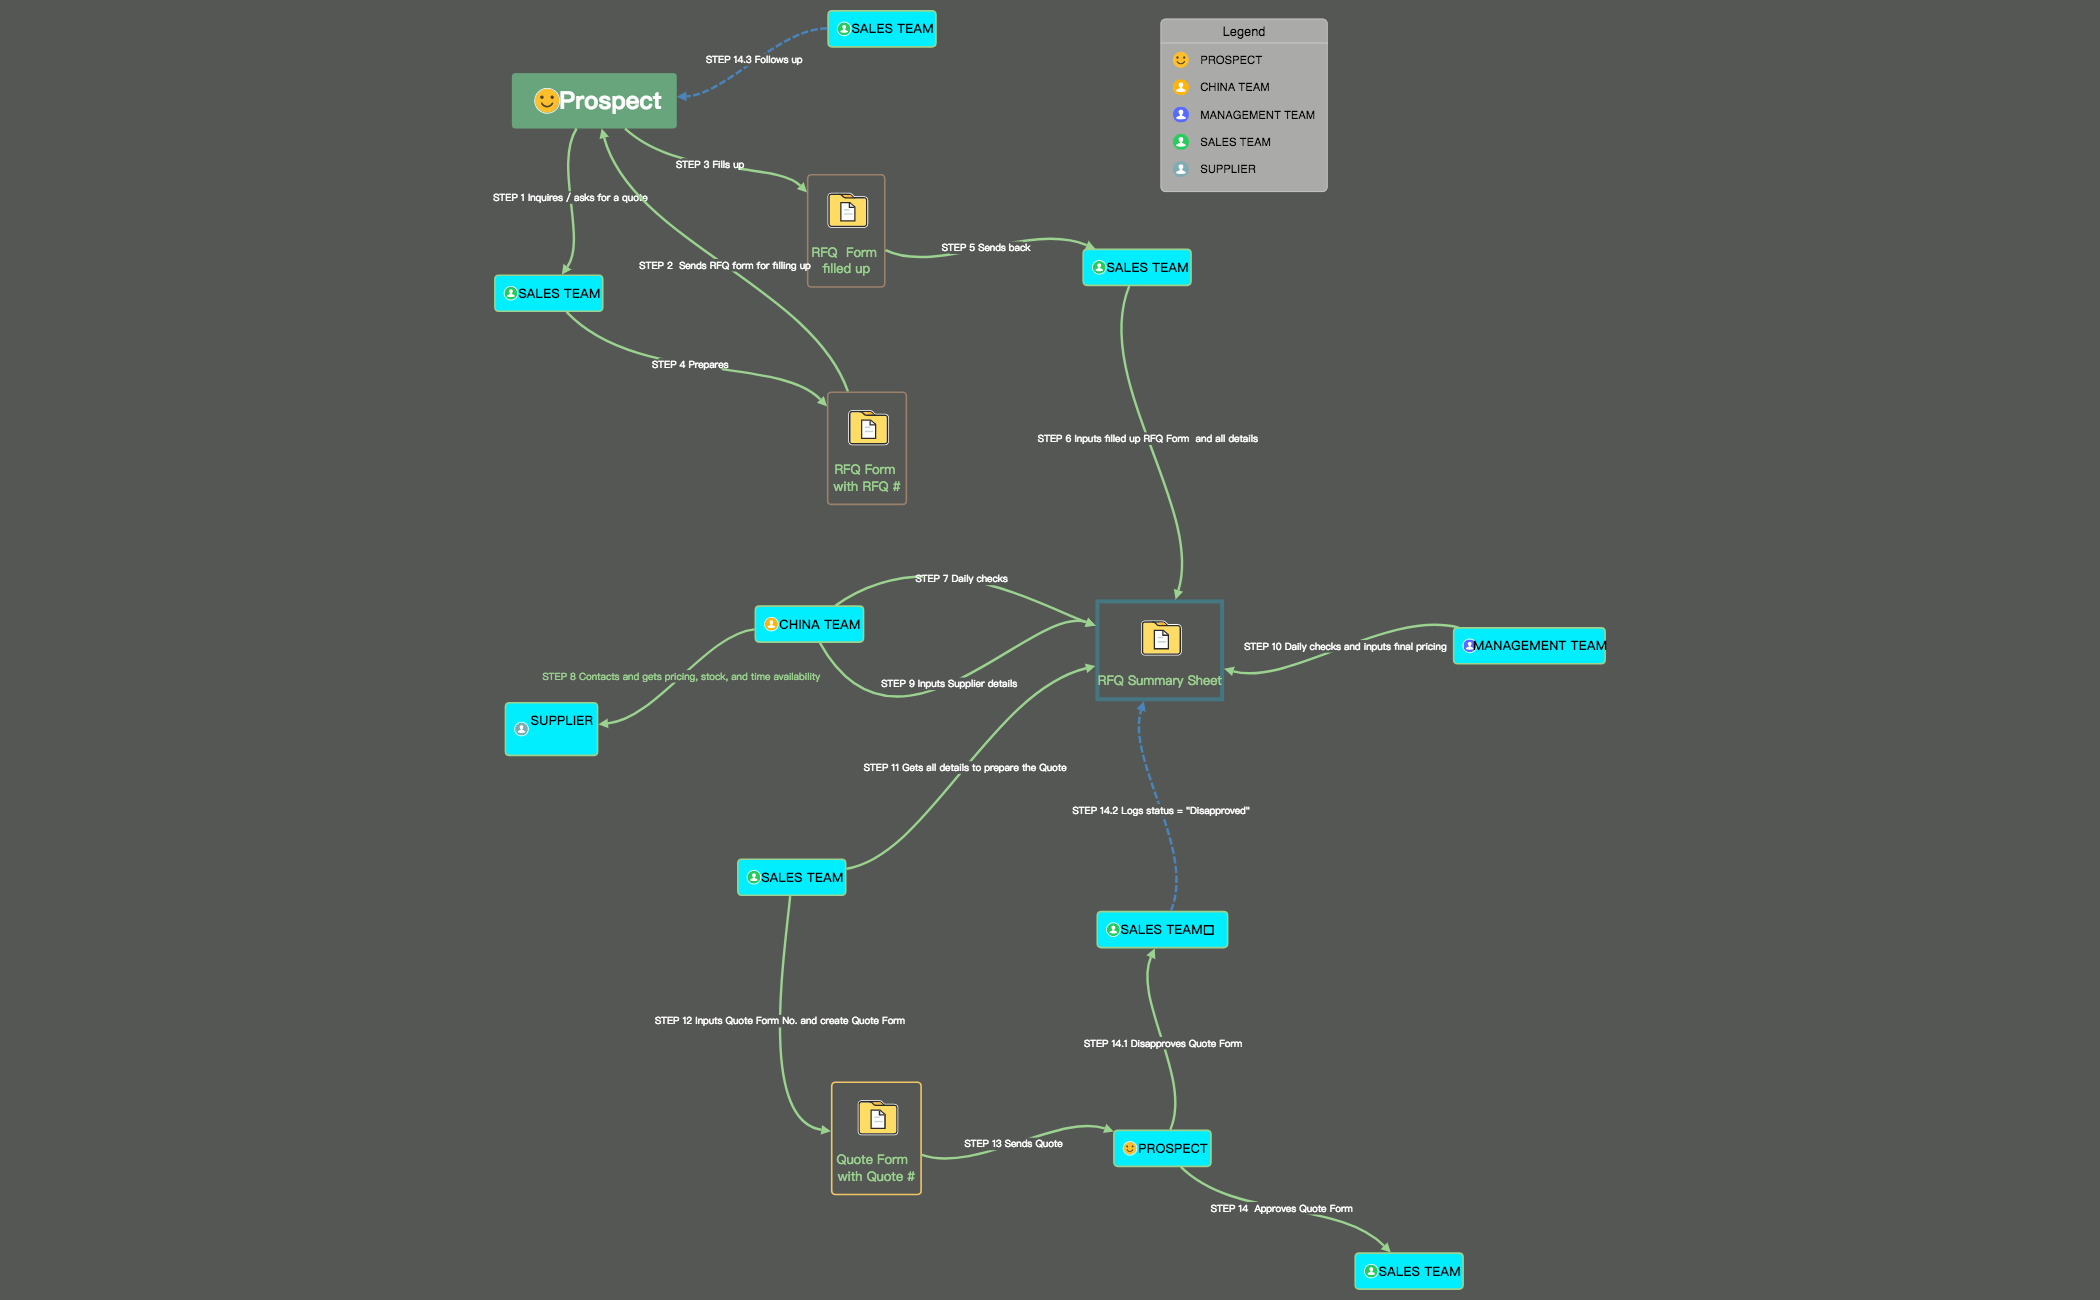 SALES TEAM
STEP 14.3 Follows up
Prospect
Legend
PROSPECT
CHINA TEAM
MANAGEMENT TEAM
SALES TEAM
SUPPLIER
STEP 3 Fills up
STEP 1 Inquires / asks for a quote
RFQ  Form
filled up
STEP 5 Sends back
STEP 2  Sends RFQ form for filling up
SALES TEAM
SALES TEAM
STEP 4 Prepares
RFQ Form
with RFQ #
STEP 6 Inputs filled up RFQ Form  and all details
STEP 7 Daily checks
CHINA TEAM
STEP 10 Daily checks and inputs final pricing
MANAGEMENT TEAM
STEP 8 Contacts and gets pricing, stock, and time availability
STEP 9 Inputs Supplier details
RFQ Summary Sheet
SUPPLIER
STEP 11 Gets all details to prepare the Quote
STEP 14.2 Logs status = "Disapproved"
SALES TEAM
SALES TEAM□
STEP 12 Inputs Quote Form No. and create Quote Form
STEP 14.1 Disapproves Quote Form
Quote Form
with Quote #
STEP 13 Sends Quote
PROSPECT
STEP 14  Approves Quote Form
SALES TEAM